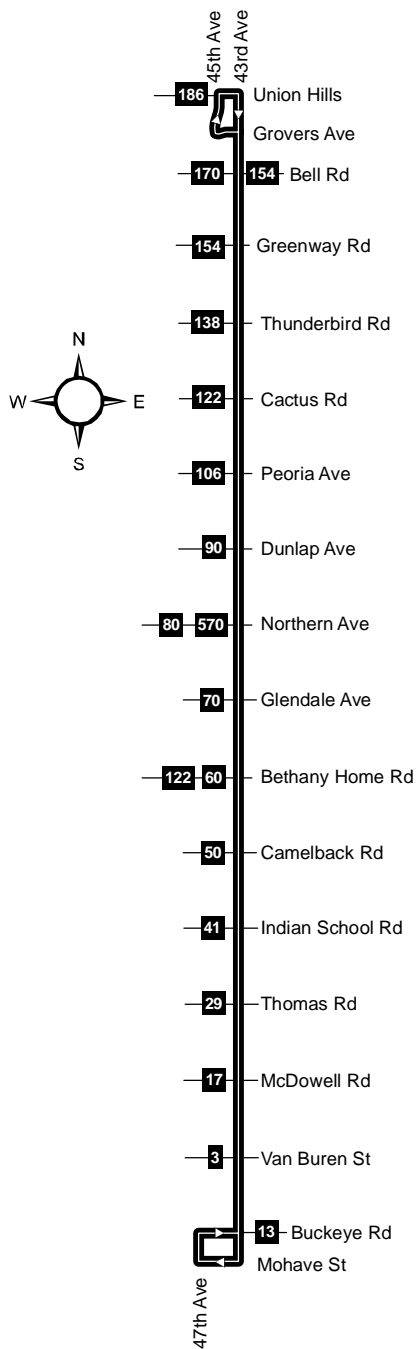 45th Ave
43rd Ave
186 Union Hills
Grovers Ave
170 154 Bell Rd
154 Greenway Rd
138 Thunderbird Rd
N
W E
S
122 Cactus Rd
106 Peoria Ave
90 Dunlap Ave
80 570 Northern Ave
70 Glendale Ave
122 60 Bethany Home Rd
50 Camelback Rd
41 Indian School Rd
29 Thomas Rd
17 McDowell Rd
3 Van Buren St
13 Buckeye Rd
Mohave St
47th Ave